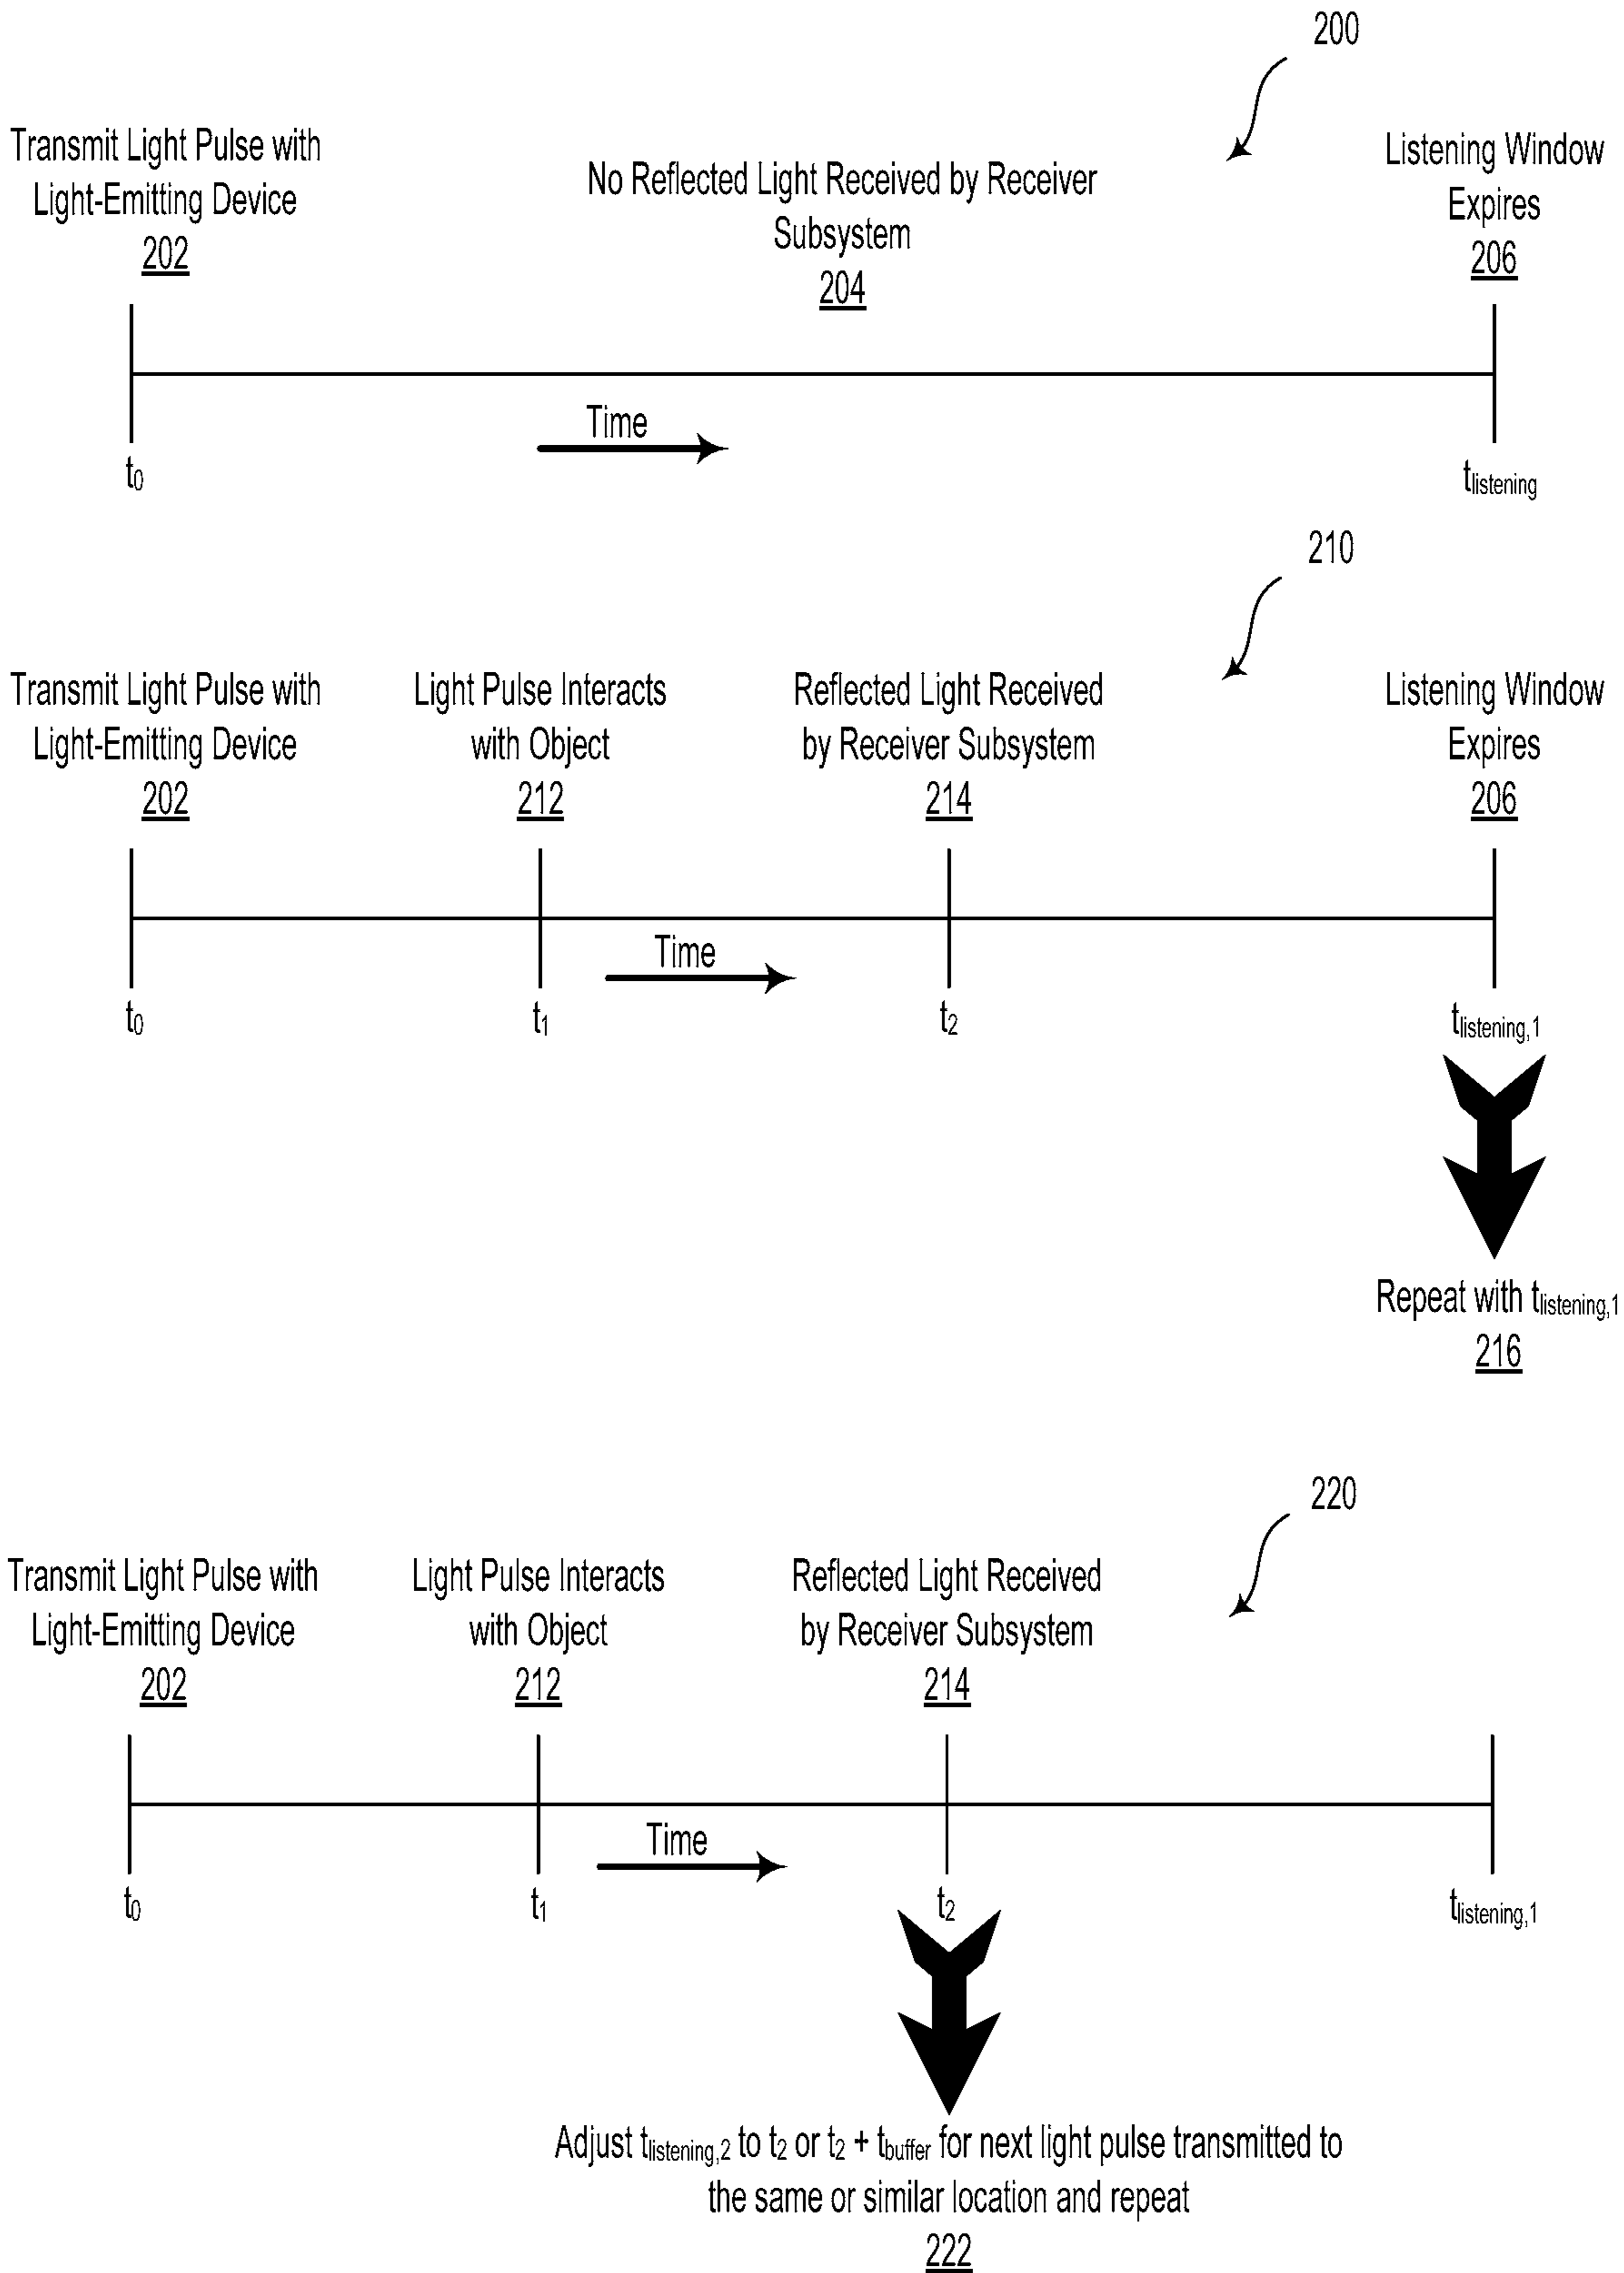 200
Transmit Light Pulse with
Light-Emitting Device
202
No Reflected Light Received by Receiver
Subsystem
204
Listening Window
Expires
206
Time
t0
tlistening
210
Transmit Light Pulse with
Light-Emitting Device
202
Light Pulse Interacts
with Object
212
Reflected Light Received
by Receiver Subsystem
214
Listening Window
Expires
206
Time
t0
t1
t2
tlistening,1
Repeat with tlistening,1
216
220
Transmit Light Pulse with
Light-Emitting Device
202
Light Pulse Interacts
with Object
212
Reflected Light Received
by Receiver Subsystem
214
Time
t0
t1
t2
tlistening,1
Adjust tlistening,2 to t2 or t2 + tbuffer for next light pulse transmitted to
the same or similar location and repeat
222